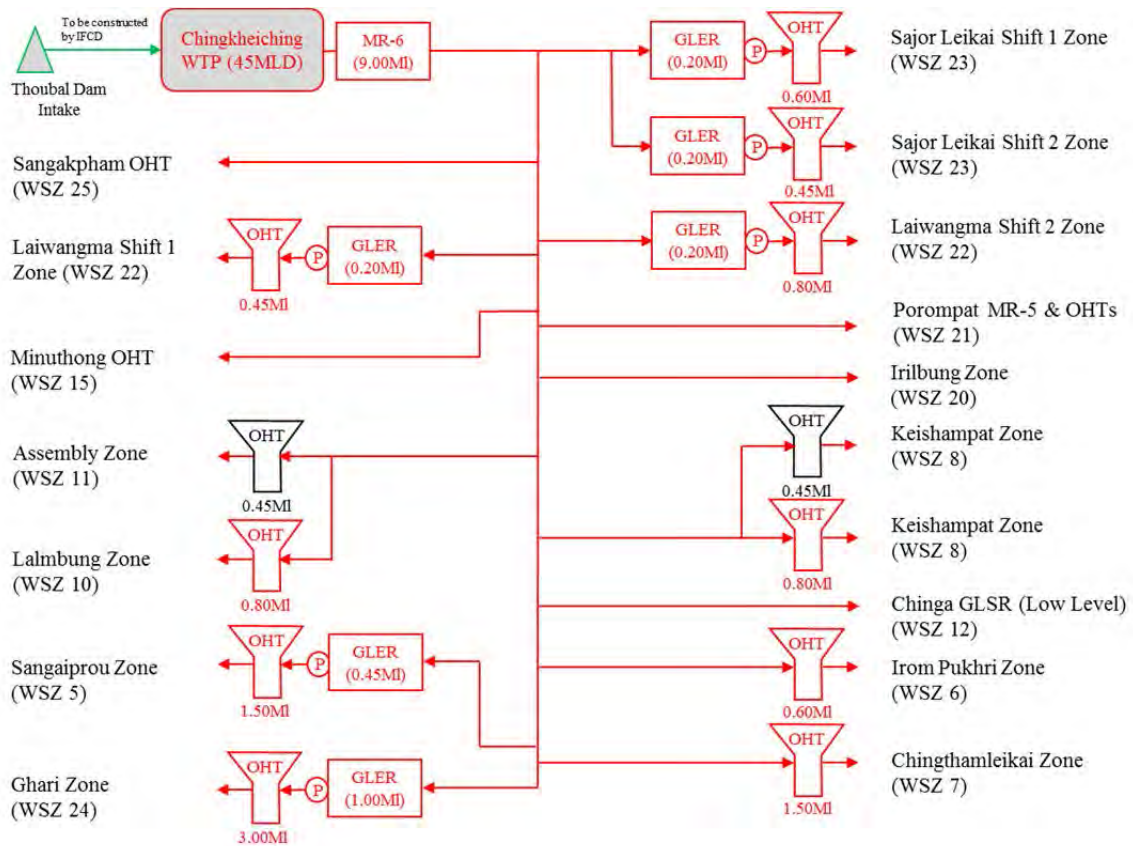 To be constructed
by IFCD
Thoubal Dam
Intake
Chingkheiching
WTP (45MLD)
MR-6
(9.00Ml)
GLER
(0.20Ml)
P
OHT
0.60Ml
Sajor Leikai Shift 1 Zone
(WSZ 23)
GLER
(0.20Ml)
P
OHT
0.45Ml
Sajor Leikai Shift 2 Zone
(WSZ 23)
Sangakpham OHT
(WSZ 25)
Laiwangma Shift 1
Zone (WSZ 22)
OHT
0.45Ml
P
GLER
(0.20Ml)
GLER
(0.20Ml)
P
OHT
0.80Ml
Laiwangma Shift 2 Zone
(WSZ 22)
Porompat MR-5 & OHTs
(WSZ 21)
Minuthong OHT
(WSZ 15)
Irilbung Zone
(WSZ 20)
Assembly Zone
(WSZ 11)
OHT
0.45Ml
OHT
0.45Ml
Keishampat Zone
(WSZ 8)
Lalmbung Zone
(WSZ 10)
OHT
0.80Ml
OHT
0.80Ml
Keishampat Zone
(WSZ 8)
Chinga GLSR (Low Level)
(WSZ 12)
Sangaiprou Zone
(WSZ 5)
OHT
1.50Ml
P
GLER
(0.45Ml)
OHT
0.60Ml
Irom Pukhri Zone
(WSZ 6)
Ghari Zone
(WSZ 24)
OHT
3.00Ml
P
GLER
(1.00Ml)
OHT
1.50Ml
Chingthamleikai Zone
(WSZ 7)